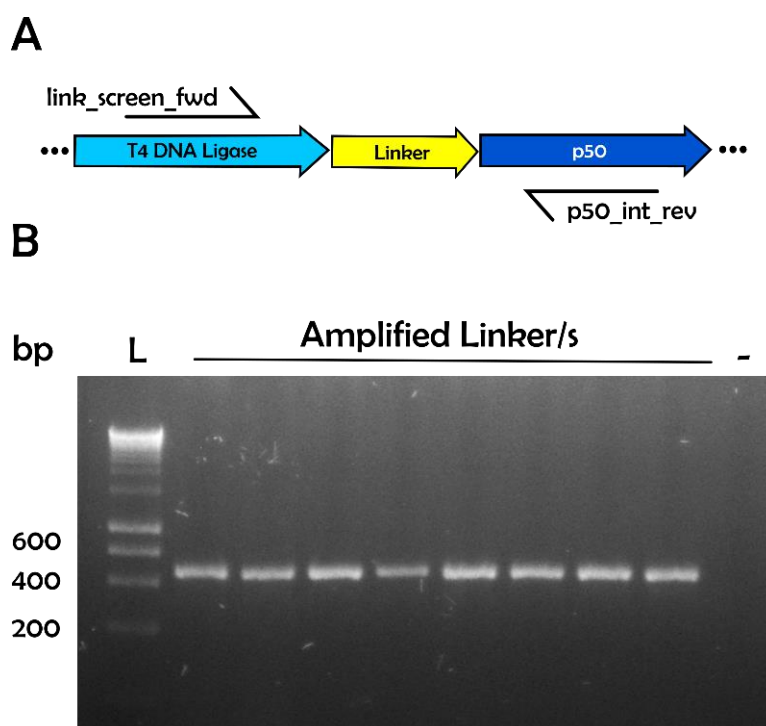 A
link_screen_fwd
••• T4 DNA Ligase Linker p50 •••
p50_int_rev
B
Amplified Linker/s
bp L -
600
400
200